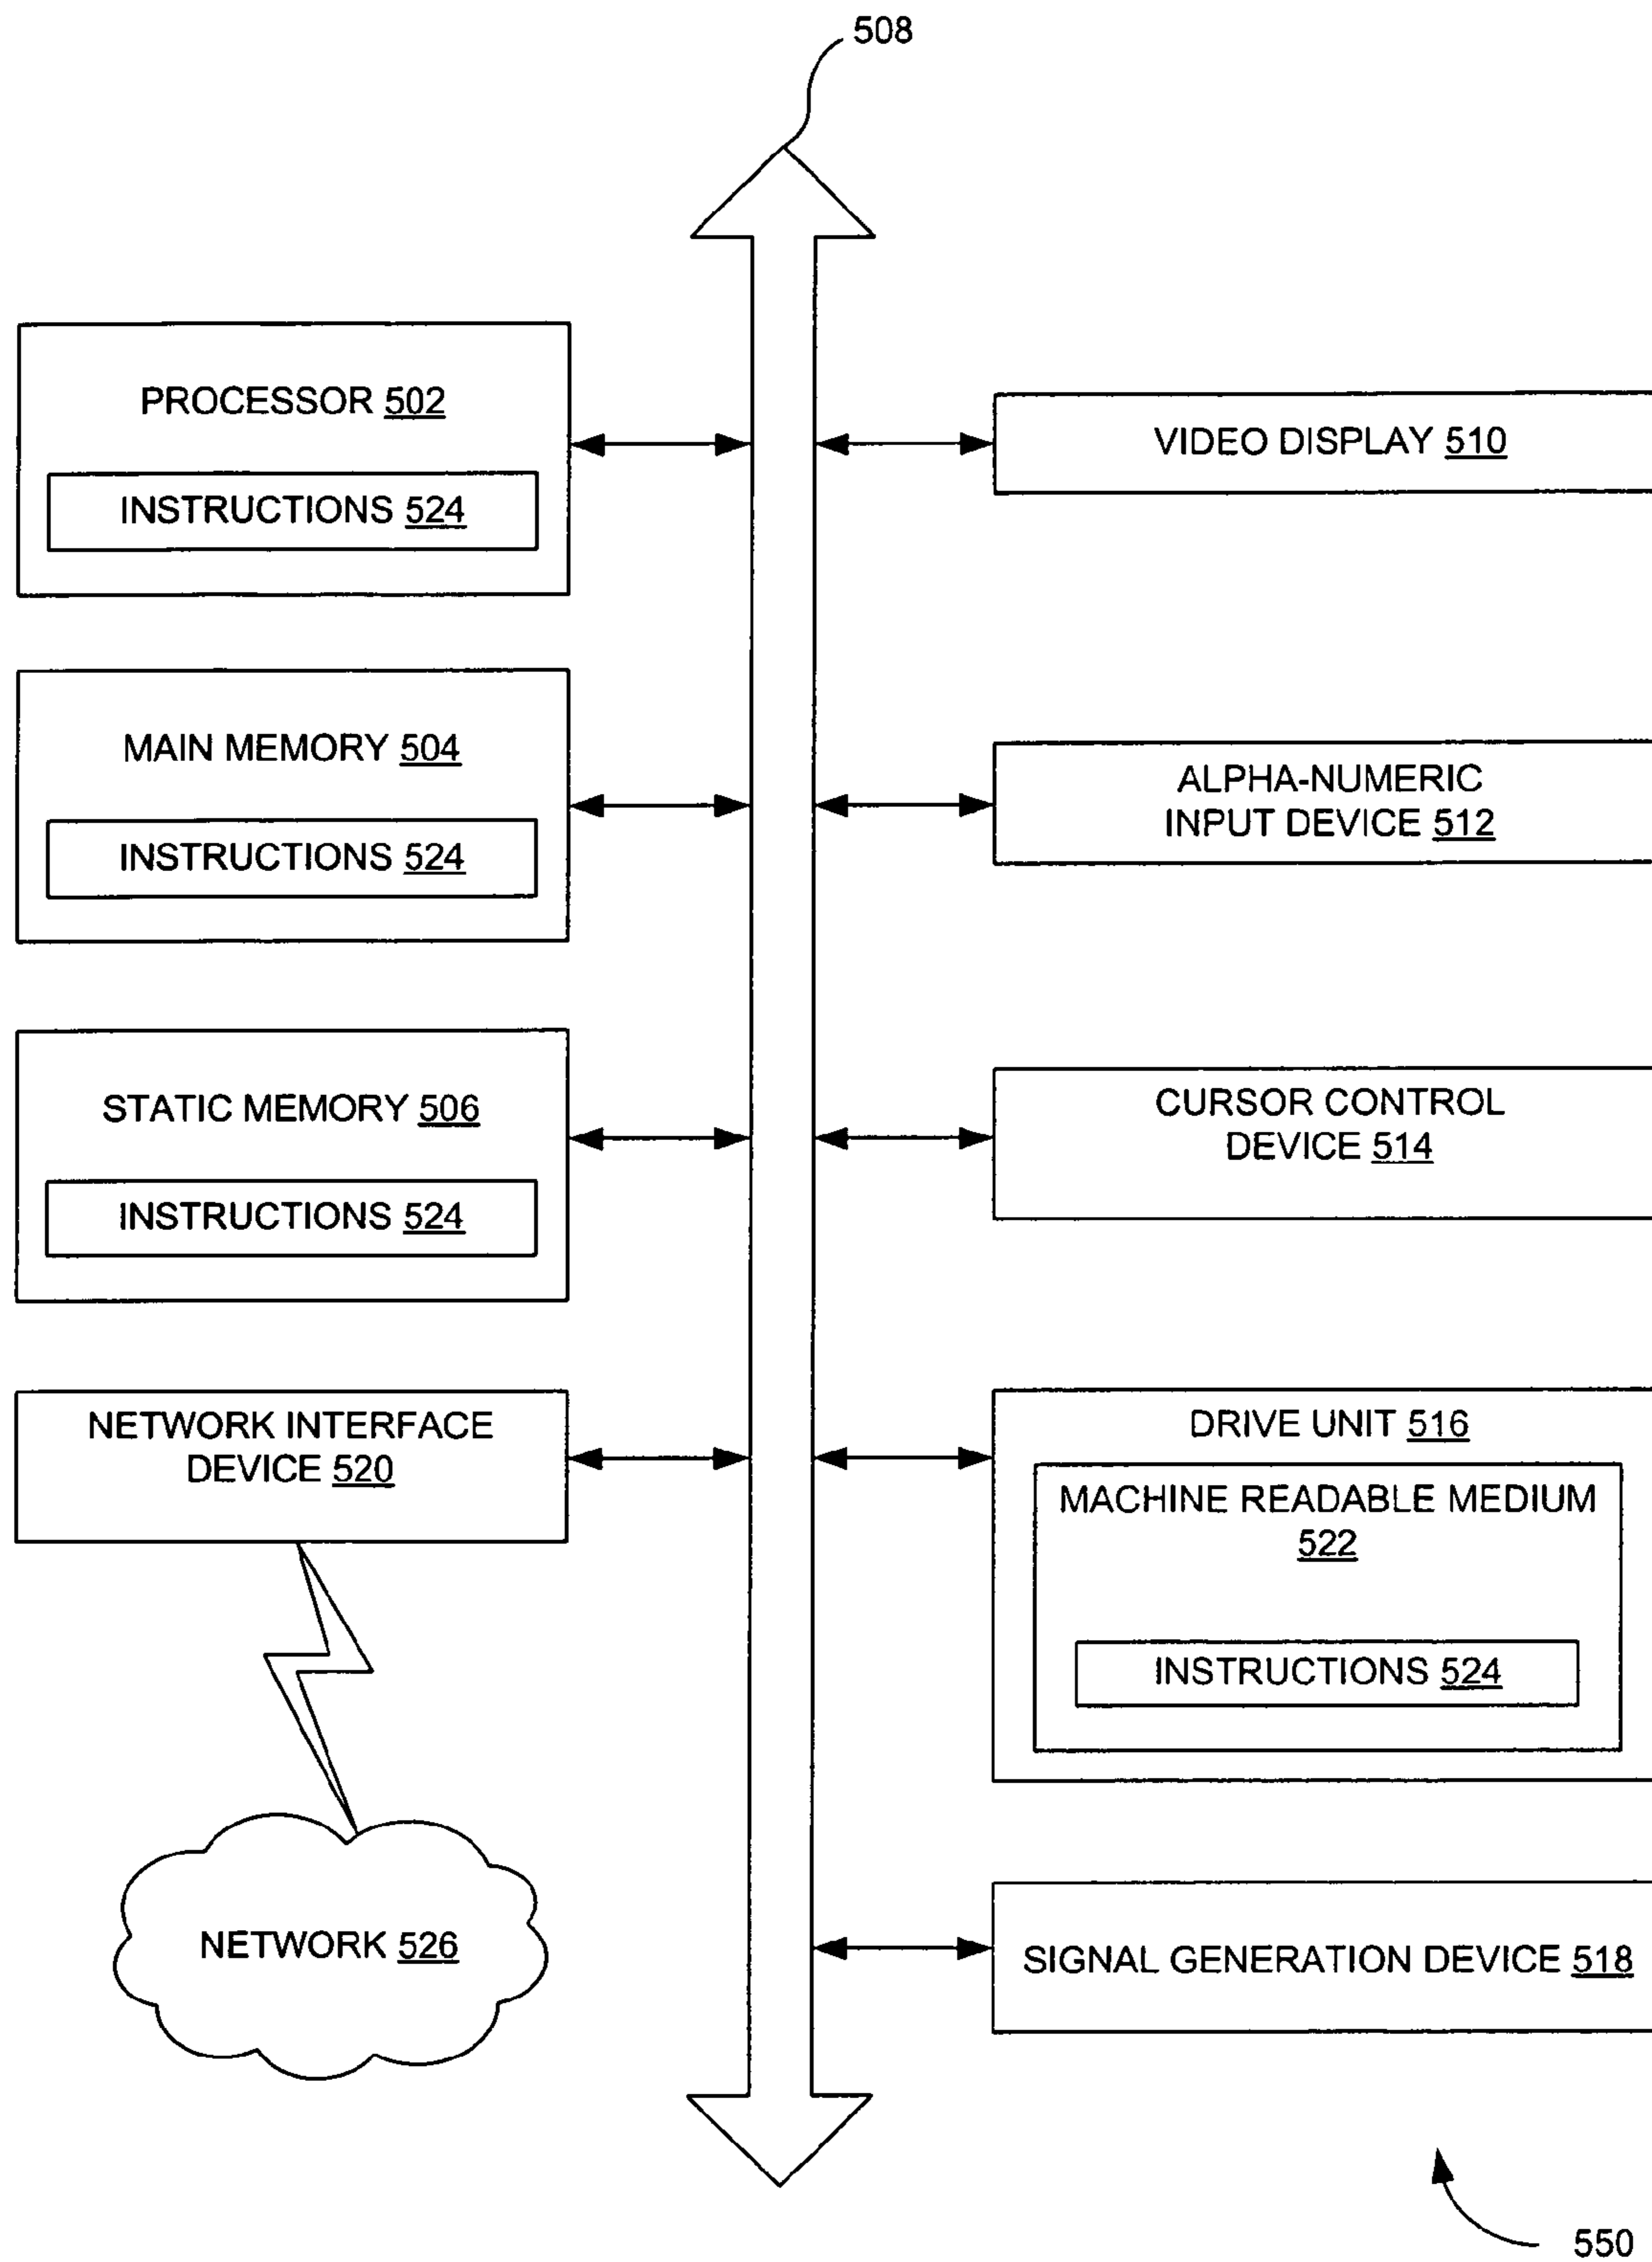 508
PROCESSOR 502
INSTRUCTIONS 524
VIDEO DISPLAY 510
MAIN MEMORY 504
INSTRUCTIONS 524
ALPHA-NUMERIC
INPUT DEVICE 512
STATIC MEMORY 506
INSTRUCTIONS 524
CURSOR CONTROL
DEVICE 514
NETWORK INTERFACE
DEVICE 520
DRIVE UNIT 516
MACHINE READABLE MEDIUM
522
INSTRUCTIONS 524
NETWORK 526
SIGNAL GENERATION DEVICE 518
550